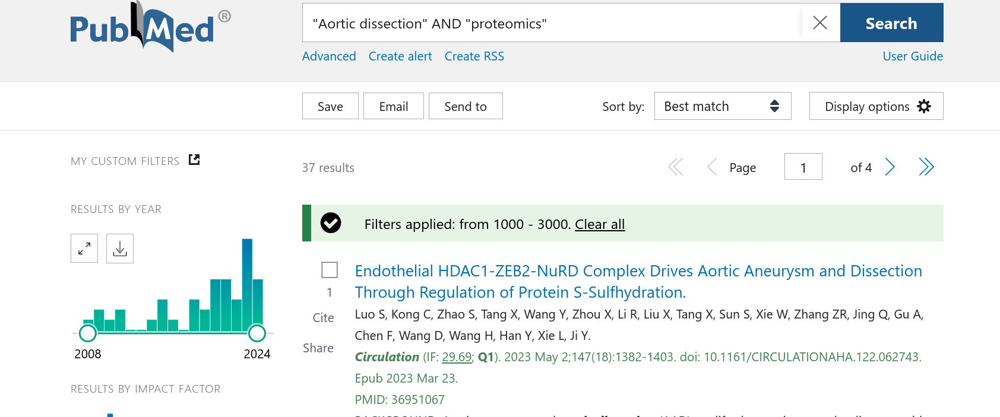 PubMed®
"Aortic dissection" AND "proteomics"
Search
Advanced Create alert Create RSS
User Guide
Save Email Send to
Sort by: Best match
Display options
MY CUSTOM FILTERS
37 results
Page 1 of 4
RESULTS BY YEAR
Filters applied: from 1000 - 3000. Clear all
2008 2024
RESULTS BY IMPACT FACTOR
1
Cite
Share
Endothelial HDAC1-ZEB2-NuRD Complex Drives Aortic Aneurysm and Dissection
Through Regulation of Protein S-Sulfhydration.
Luo S, Kong C, Zhao S, Tang X, Wang Y, Zhou X, Li R, Liu X, Tang X, Sun S, Xie W, Zhang ZR, Jing Q, Gu A,
Chen F, Wang D, Wang H, Han Y, Xie L, Ji Y.
Circulation (IF: 29.69; Q1). 2023 May 2;147(18):1382-1403. doi: 10.1161/CIRCULATIONAHA.122.062743.
Epub 2023 Mar 23.
PMID: 36951067